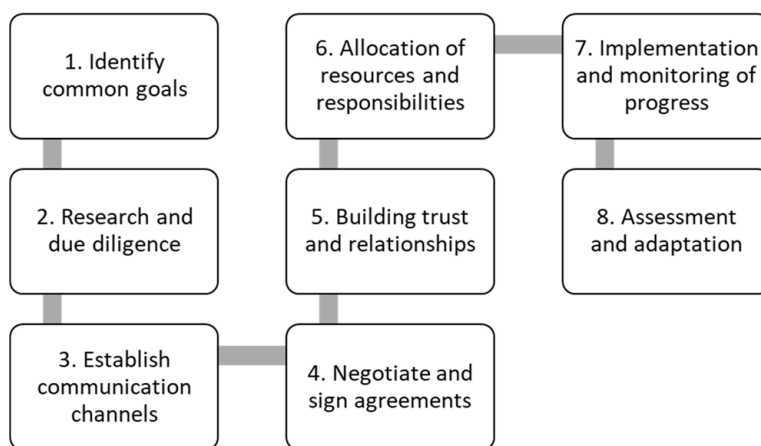 1. Identify
common goals
2. Research and
due diligence
3. Establish
communication
channels
4. Negotiate and
sign agreements
5. Building trust
and relationships
6. Allocation of
resources and
responsibilities
7. Implementation
and monitoring of
progress
8. Assessment
and adaptation